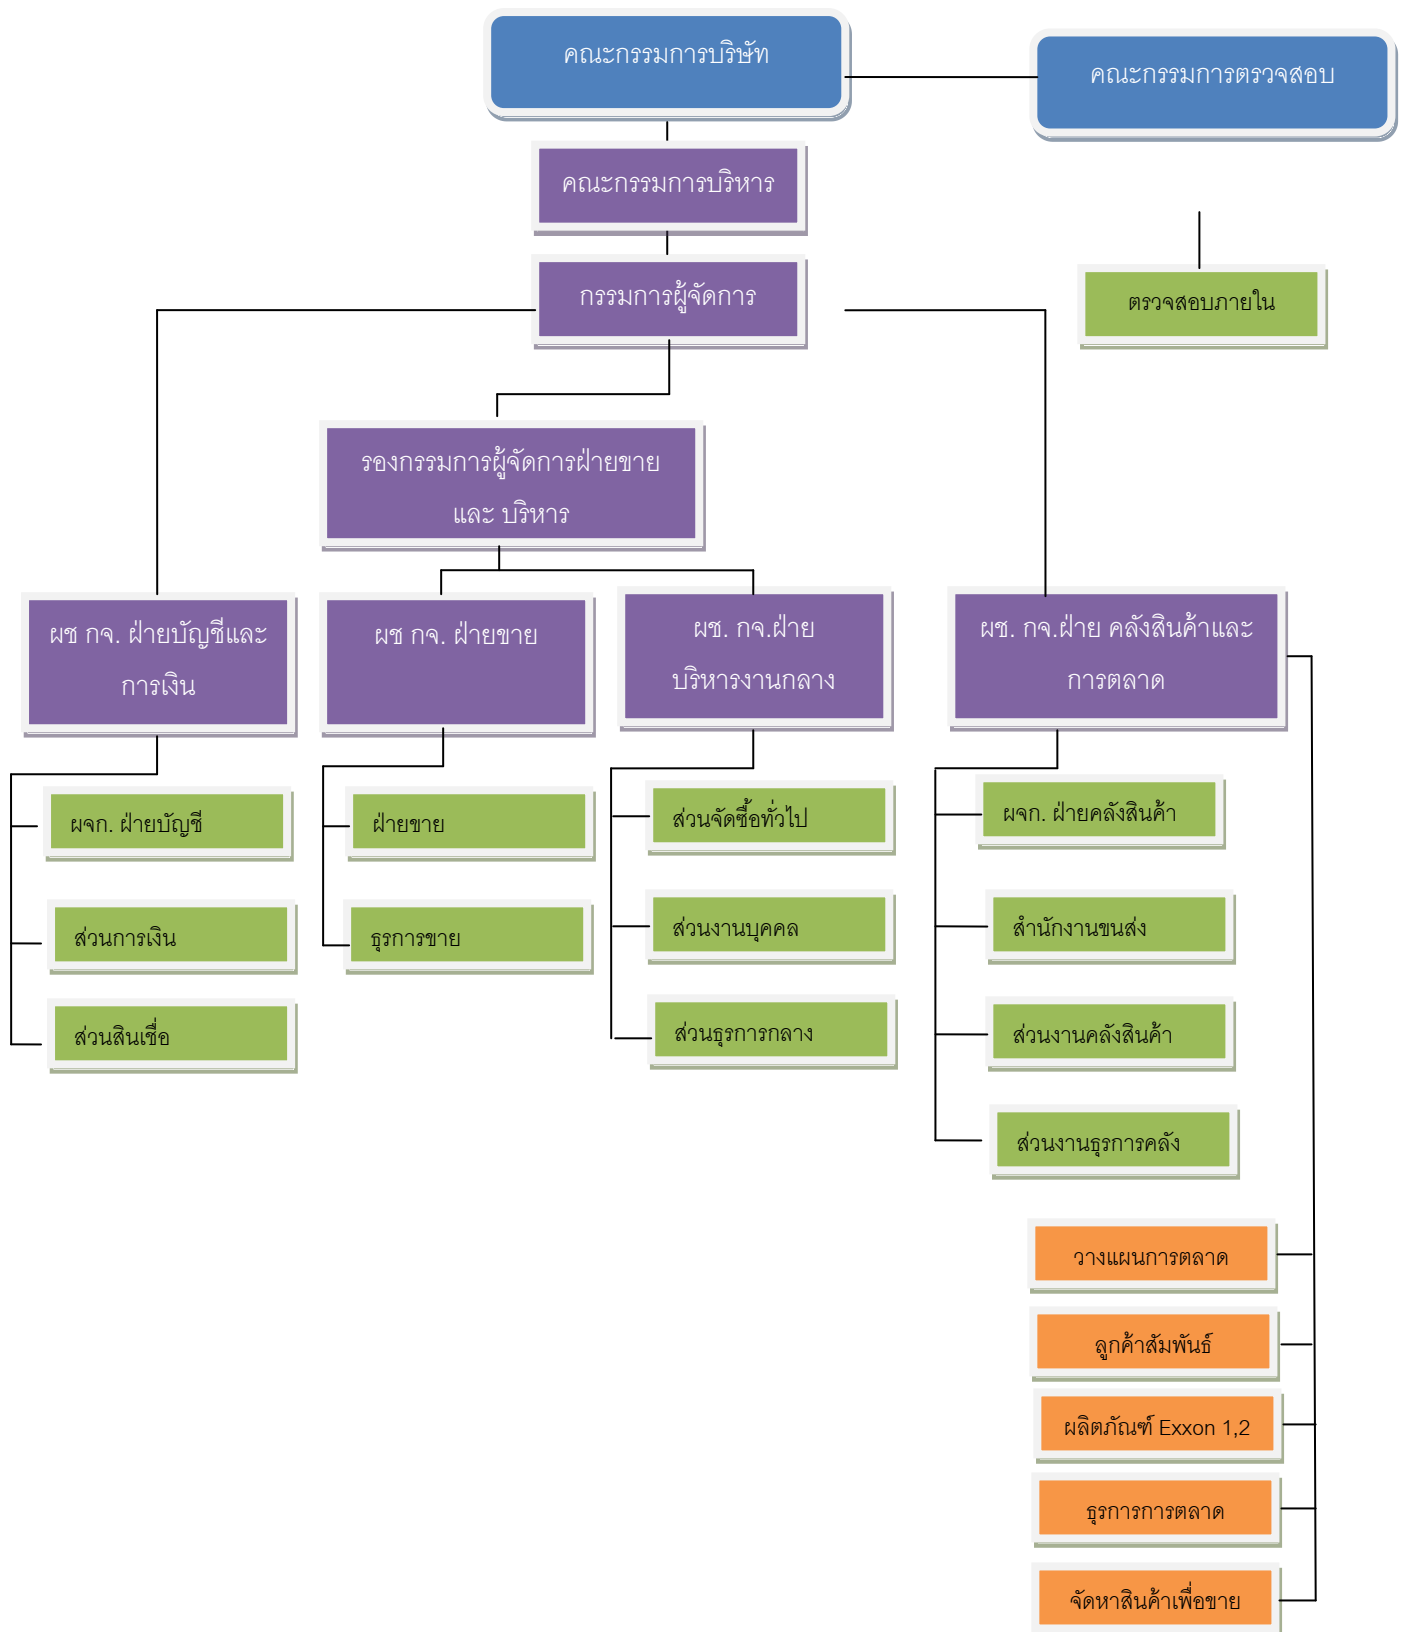 คณะกรรมการบริษัท
คณะกรรมการตรวจสอบ
คณะกรรมการบริหาร
กรรมการผู้จัดการ
ตรวจสอบภายใน
รองกรรมการผู้จัดการฝ่ายขาย
และ บริหาร
ผช กจ. ฝ่ายบัญชีและ
การเงิน
ผช กจ. ฝ่ายขาย
ผช. กจ.ฝ่าย
บริหารงานกลาง
ผช. กจ.ฝ่าย คลังสินค้าและ
การตลาด
ผจก. ฝ่ายบัญชี
ส่วนการเงิน
ส่วนสินเชื่อ
ฝ่ายขาย
ธุรการขาย
ส่วนจัดซื้อทั่วไป
ส่วนงานบุคคล
ส่วนธุรการกลาง
ผจก. ฝ่ายคลังสินค้า
สำนักงานขนส่ง
ส่วนงานคลังสินค้า
ส่วนงานธุรการคลัง
วางแผนการตลาด
ลูกค้าสัมพันธ์
ผลิตภัณฑ์ Exxon 1,2
ธุรการการตลาด
จัดหาสินค้าเพื่อขาย